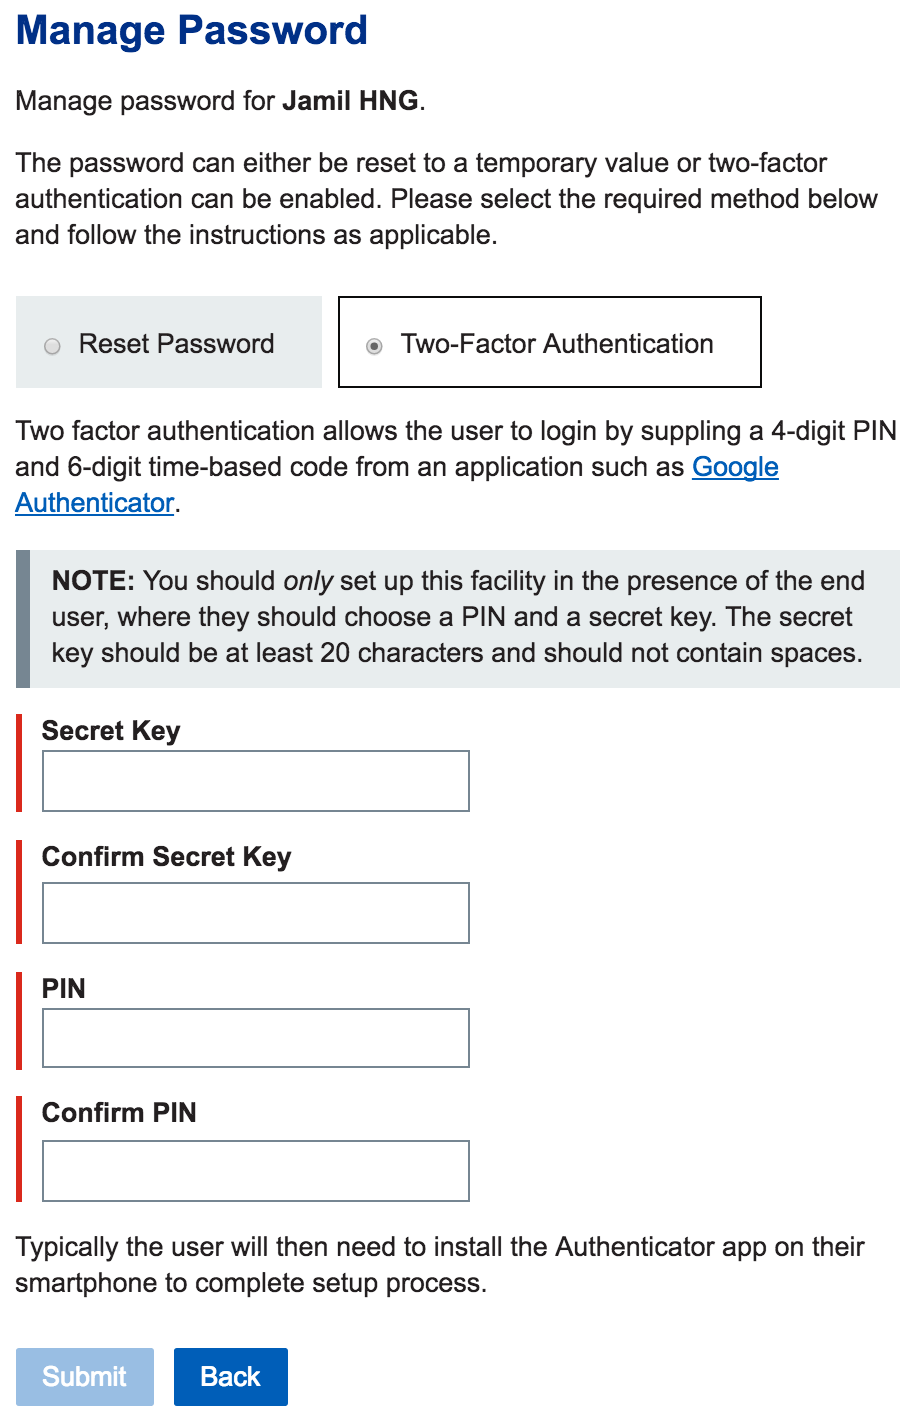 Manage Password
Manage password for Jamil HNG.
The password can either be reset to a temporary value or two-factor
authentication can be enabled. Please select the required method below
and follow the instructions as applicable.
Reset Password
Two-Factor Authentication
Two factor authentication allows the user to login by suppling a 4-digit PIN
and 6-digit time-based code from an application such as Google
Authenticator.
NOTE: You should only set up this facility in the presence of the end
user, where they should choose a PIN and a secret key. The secret
key should be at least 20 characters and should not contain spaces.
Secret Key
Confirm Secret Key
PIN
Confirm PIN
Typically the user will then need to install the Authenticator app on their
smartphone to complete setup process.
Submit
Back